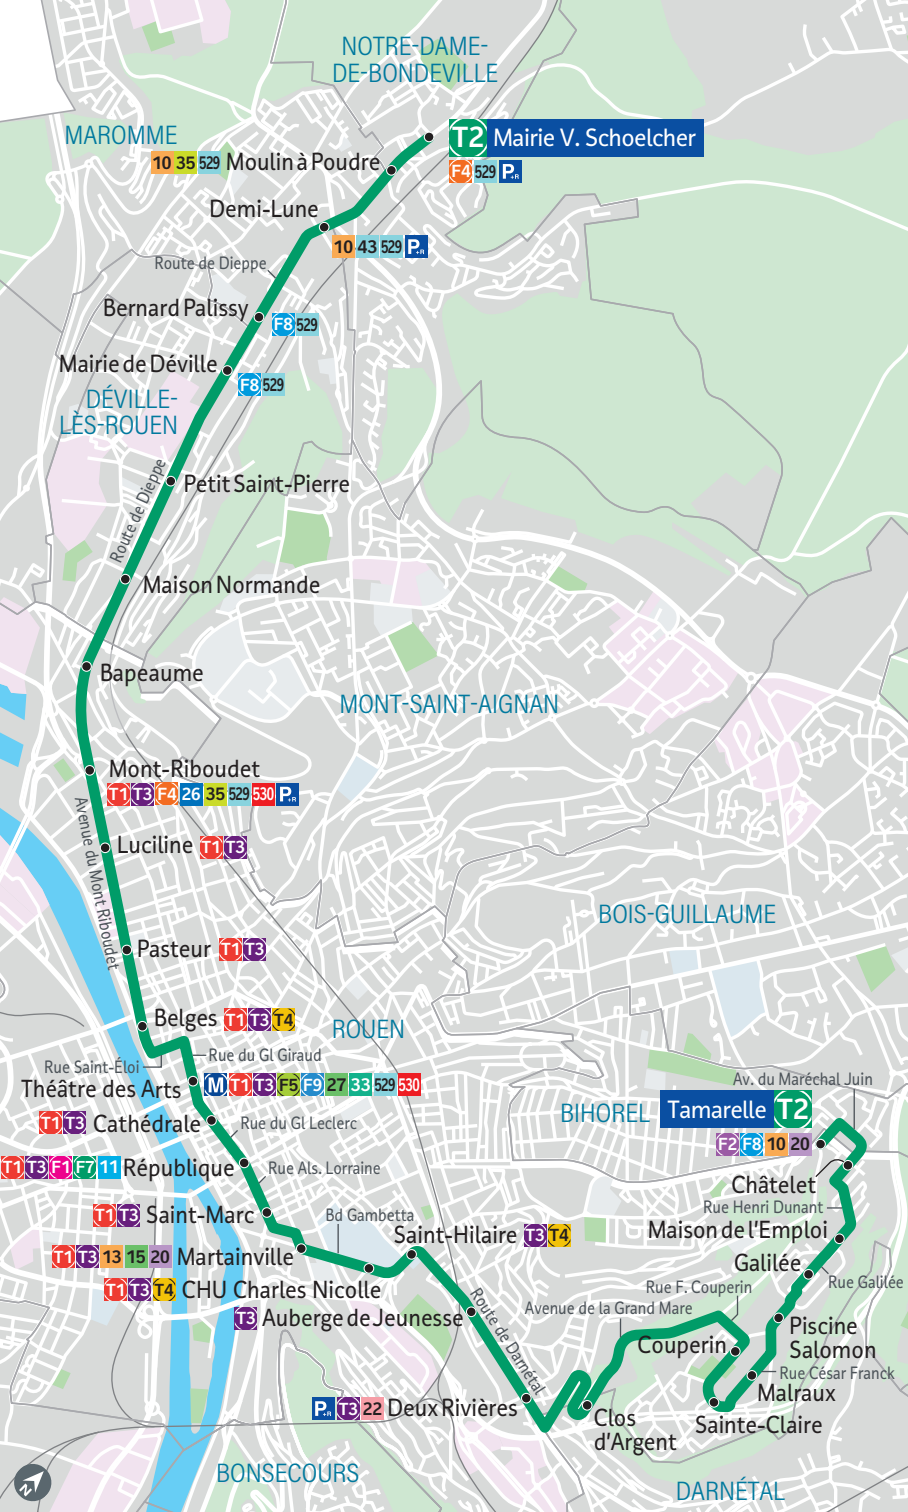 NOTRE-DAME-
DE-BONDEVILLE
MAROMME
T2 Mairie V. Schoelcher
F4 529 P+R
10 35 529 Moulin à Poudre
Demi-Lune
10 43 529 P+R
Route de Dieppe
Bernard Palissy
F8 529
Mairie de Déville
F8 529
DÉVILLE-
LÈS-ROUEN
Route de Dieppe
Petit Saint-Pierre
Maison Normande
Bapeaume
MONT-SAINT-AIGNAN
Mont-Riboudet
T1 T3 F4 26 35 529 530 P+R
Avenue du Mont Riboudet
Luciline T1 T3
BOIS-GUILLAUME
Pasteur T1 T3
Belges T1 T3 T4
ROUEN
Rue Saint-Éloi
Rue du Gl Giraud
Théâtre des Arts M T1 T3 F5 F9 27 33 529 530
Av. du Maréchal Juin
BIHOREL Tamarelle T2
F2 F8 10 20
T1 T3 Cathédrale
Rue du Gl Leclerc
T1 T3 F1 F7 11 République
Rue Als. Lorraine
Châtelet
Rue Henri Dunant
T1 T3 Saint-Marc
Bd Gambetta
Maison de l'Emploi
Saint-Hilaire T3 T4
T1 T3 13 15 20 Martainville
Galilée
Rue Galilée
T1 T3 T4 CHU Charles Nicolle
Rue F. Couperin
Avenue de la Grand Mare
T3 Auberge de Jeunesse
Route de Darnétal
Piscine
Salomon
Couperin
Rue César Franck
Malraux
P+R T3 22 Deux Rivières
Clos
d'Argent
Sainte-Claire
BONSECOURS
DARNÉTAL
N